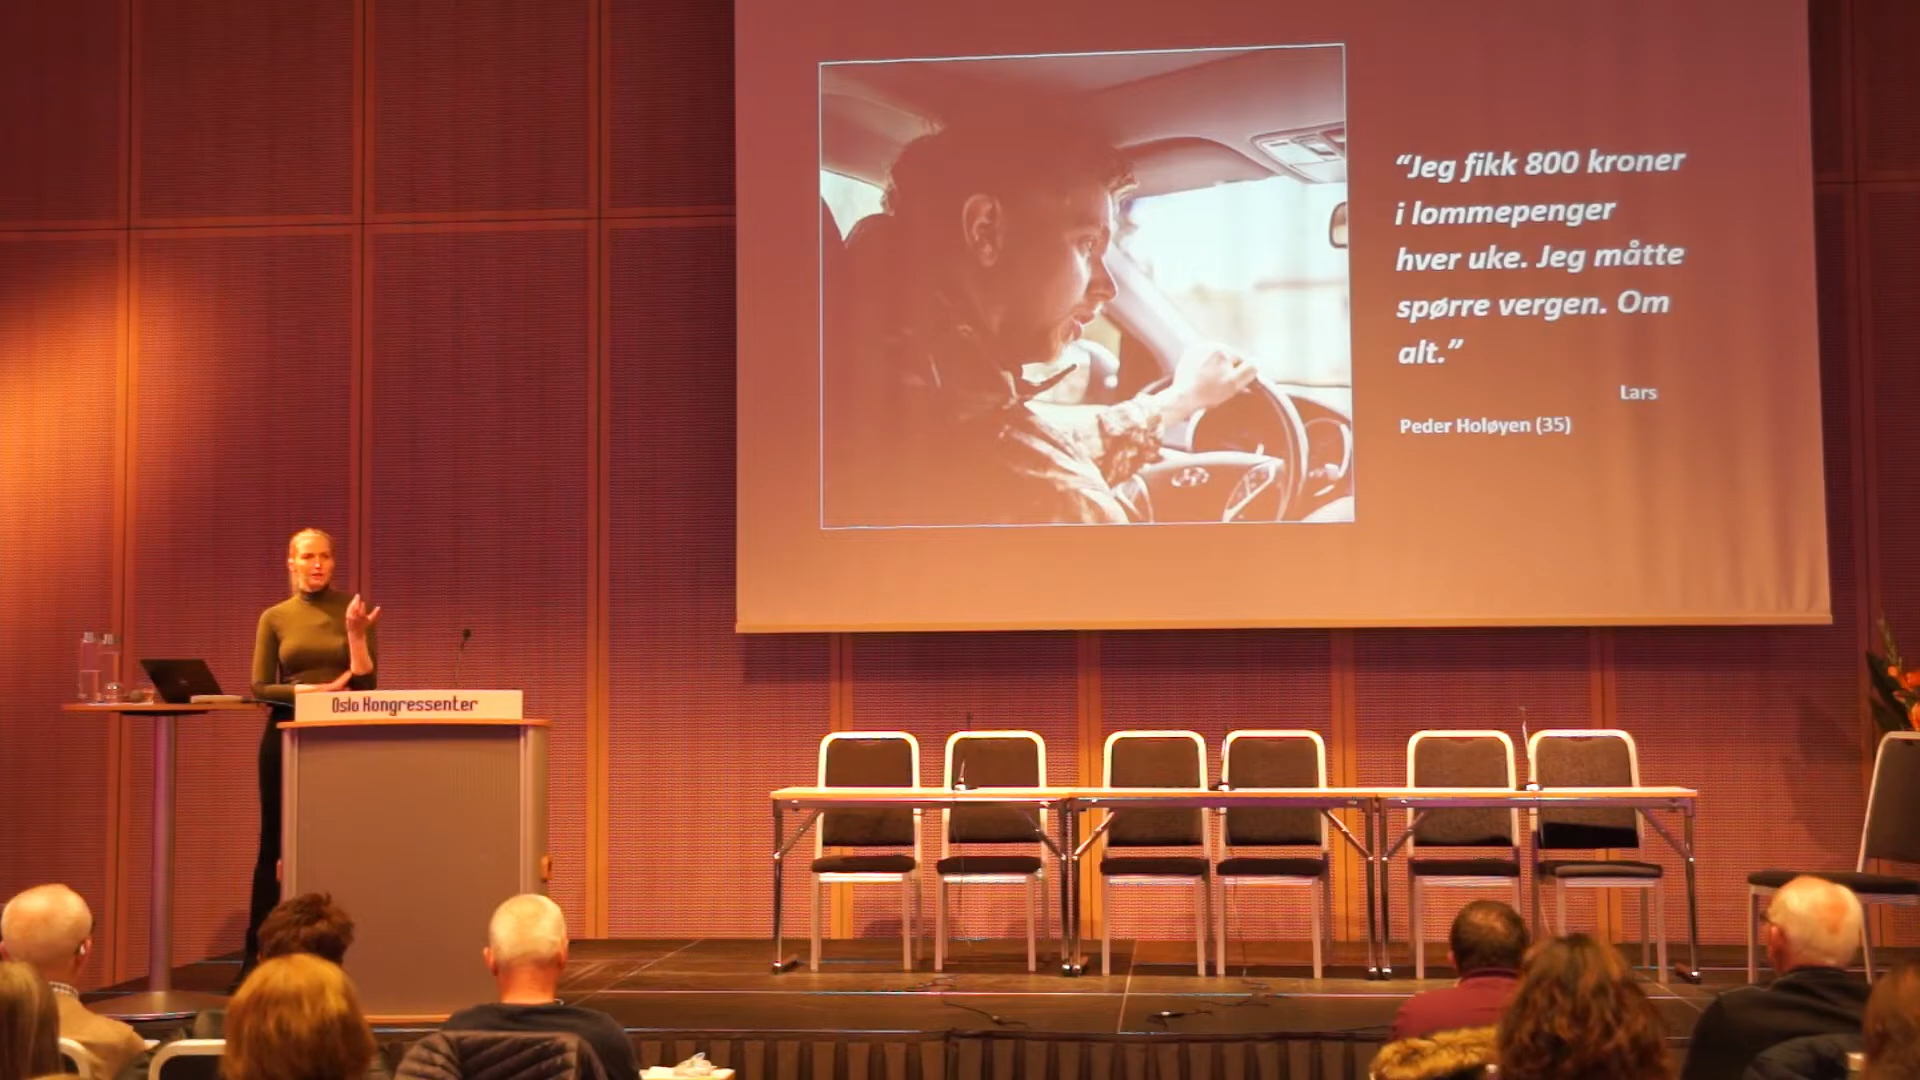 “Jeg fikk 800 kroner
i lommepenger
hver uke. Jeg måtte
spørre vergen. Om
alt.”
Lars
Peder Holøyen (35)
Oslo Kongressenter